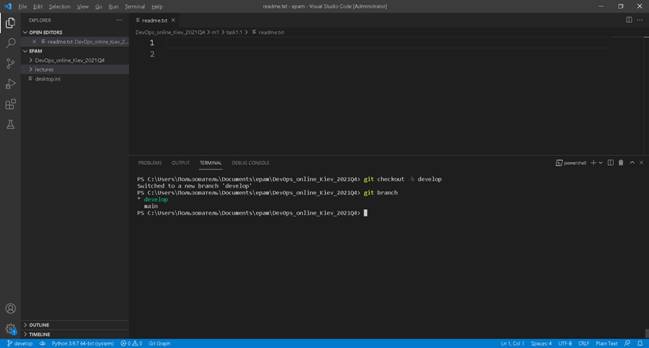 File Edit Selection View Go Run Terminal Help
readme.txt - epam - Visual Studio Code [Administrator]
EXPLORER
readme.txt
OPEN EDITORS
readme.txt DevOps_online_Kiev_2...
DevOps_online_Kiev_2021Q4 > m1 > task1.1 > readme.txt
EPAM
DevOps_online_Kiev_2021Q4
lectures
desktop.ini
1
2
PROBLEMS OUTPUT TERMINAL DEBUG CONSOLE
powershell
PS C:\Users\Пользователь\Documents\epam\DevOps_online_Kiev_2021Q4> git checkout -b develop
Switched to a new branch 'develop'
PS C:\Users\Пользователь\Documents\epam\DevOps_online_Kiev_2021Q4> git branch
* develop
main
PS C:\Users\Пользователь\Documents\epam\DevOps_online_Kiev_2021Q4>
OUTLINE
TIMELINE
develop Python 3.9.7 64-bit (system) 0 0 Git Graph
Ln 1, Col 1 Spaces: 4 UTF-8 CRLF Plain Text